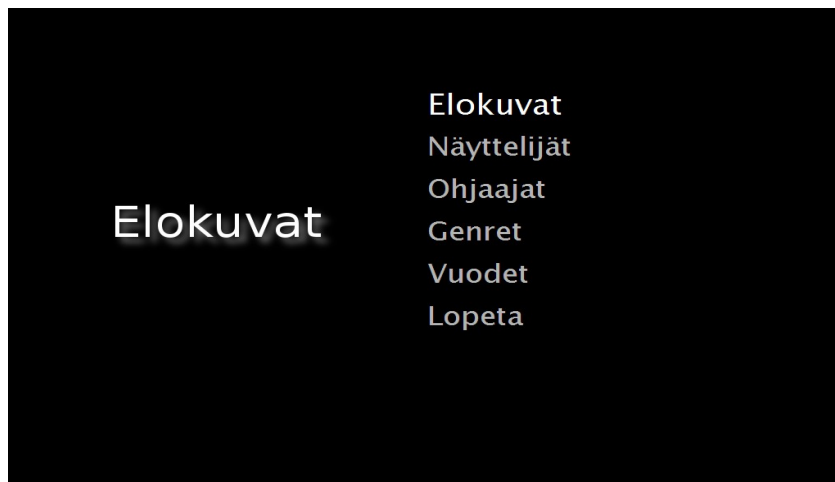 Elokuvat
Elokuvat
Näyttelijät
Ohjaajat
Genret
Vuodet
Lopeta